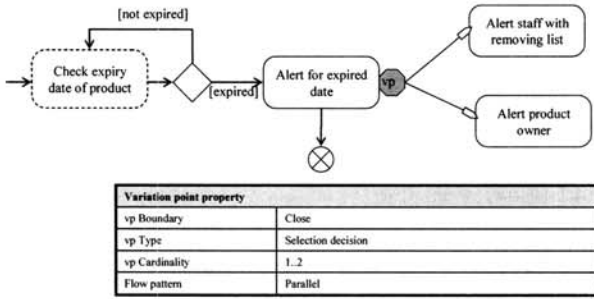 [not expired]
Alert staff with
removing list
Check expiry
date of product
[expired]
Alert for expired
date
vp
Alert product
owner
Variation point property
vp Boundary Close
vp Type Selection decision
vp Cardinality 1..2
Flow pattern Parallel